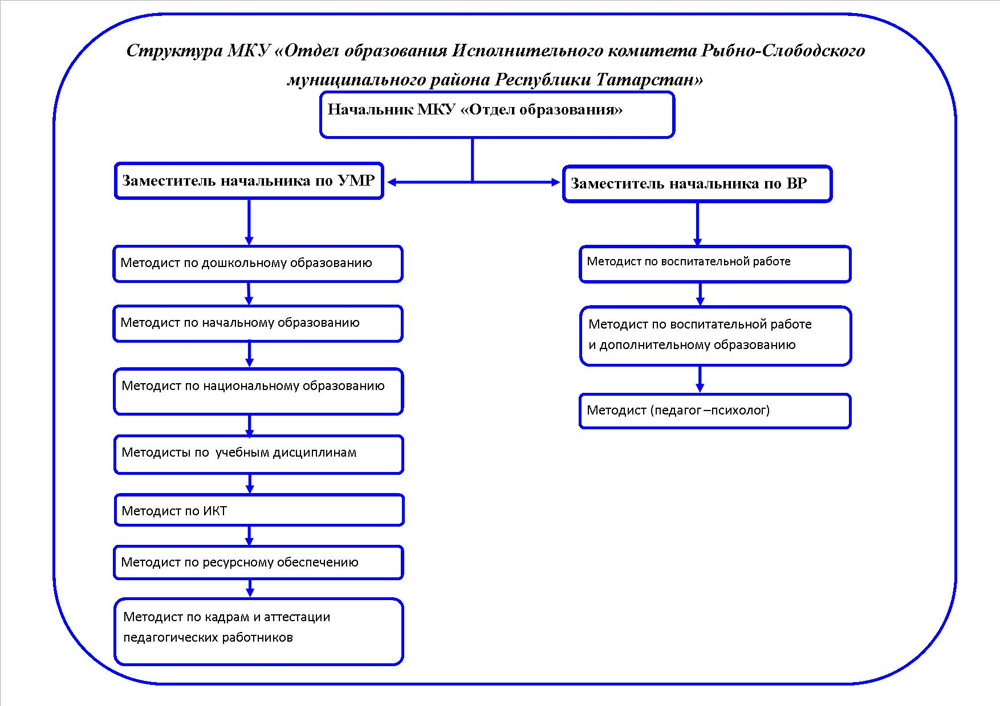 Структура МКУ «Отдел образования Исполнительного комитета Рыбно-Слободского
муниципального района Республики Татарстан»
Начальник МКУ «Отдел образования»
Заместитель начальника по УМР
Заместитель начальника по ВР
Методист по дошкольному образованию
Методист по начальному образованию
Методист по национальному образованию
Методисты по  учебным дисциплинам
Методист по ИКТ
Методист по ресурсному обеспечению
Методист по кадрам и аттестации
педагогических работников
Методист по воспитательной работе
Методист по воспитательной работе
и дополнительному образованию
Методист (педагог –психолог)